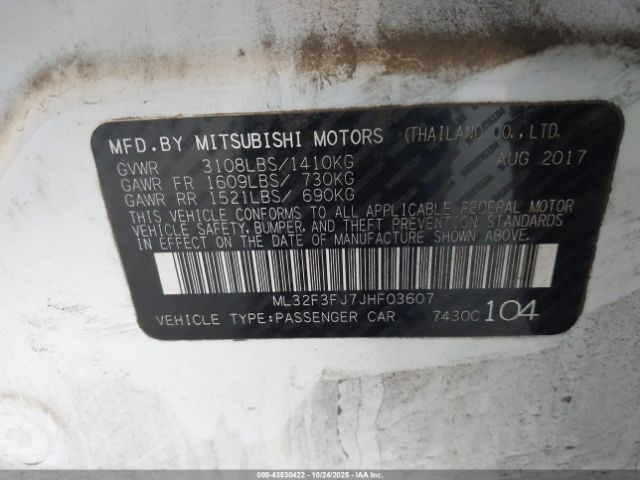 MFD.BY MITSUBISHI MOTORS (THAILAND) CO., LTD.
GVWR 3108LBS/1410KG AUG 2017
GAWR FR 1609LBS/ 730KG
GAWR RR 1521LBS/ 690KG
THIS VEHICLE CONFORMS TO ALL APPLICABLE FEDERAL MOTOR
VEHICLE SAFETY, BUMPER, AND THEFT PREVENTION STANDARDS
IN EFFECT ON THE DATE OF MANUFACTURE SHOWN ABOVE.
ML32F3FJ7JHF03607
VEHICLE TYPE:PASSENGER CAR 7430C 104
000-43530422 • 10/24/2025 • IAAHolding LLC